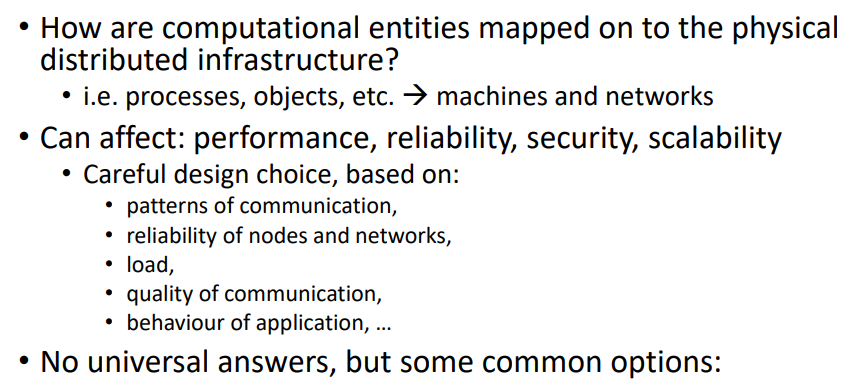 • How are computational entities mapped on to the physical
distributed infrastructure?
• i.e. processes, objects, etc. → machines and networks
• Can affect: performance, reliability, security, scalability
• Careful design choice, based on:
• patterns of communication,
• reliability of nodes and networks,
• load,
• quality of communication,
• behaviour of application, ...
• No universal answers, but some common options: